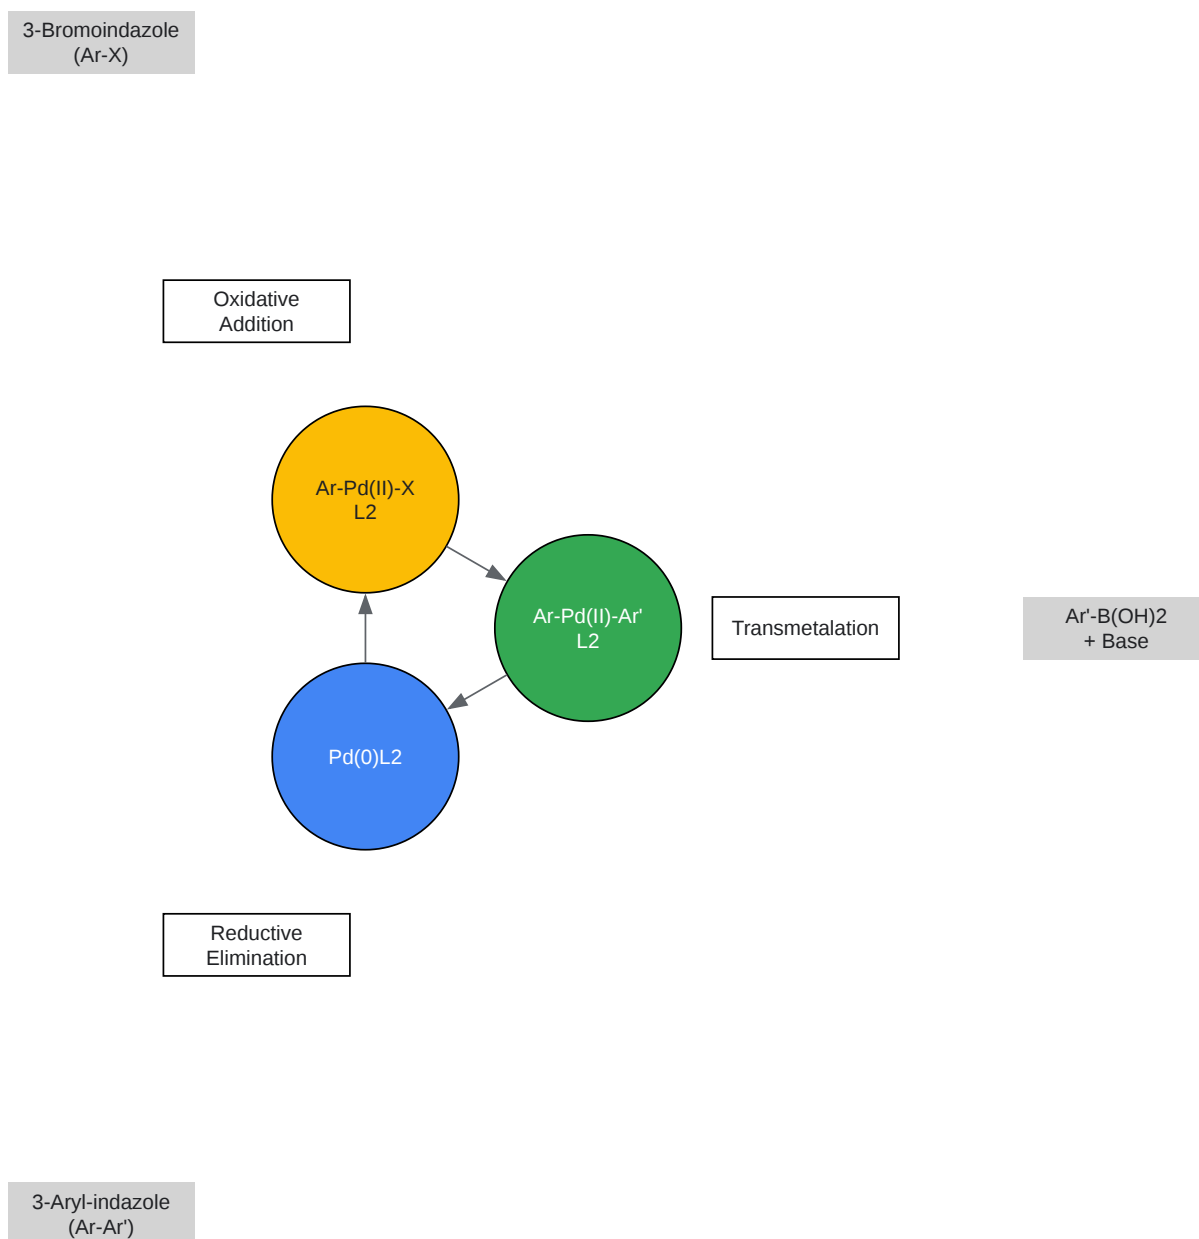 3-Bromoindazole
(Ar-X)
Oxidative
Addition
Ar-Pd(II)-X
L2
Ar-Pd(II)-Ar'
L2
Transmetalation
Ar'-B(OH)2
+ Base
Pd(0)L2
Reductive
Elimination
3-Aryl-indazole
(Ar-Ar')